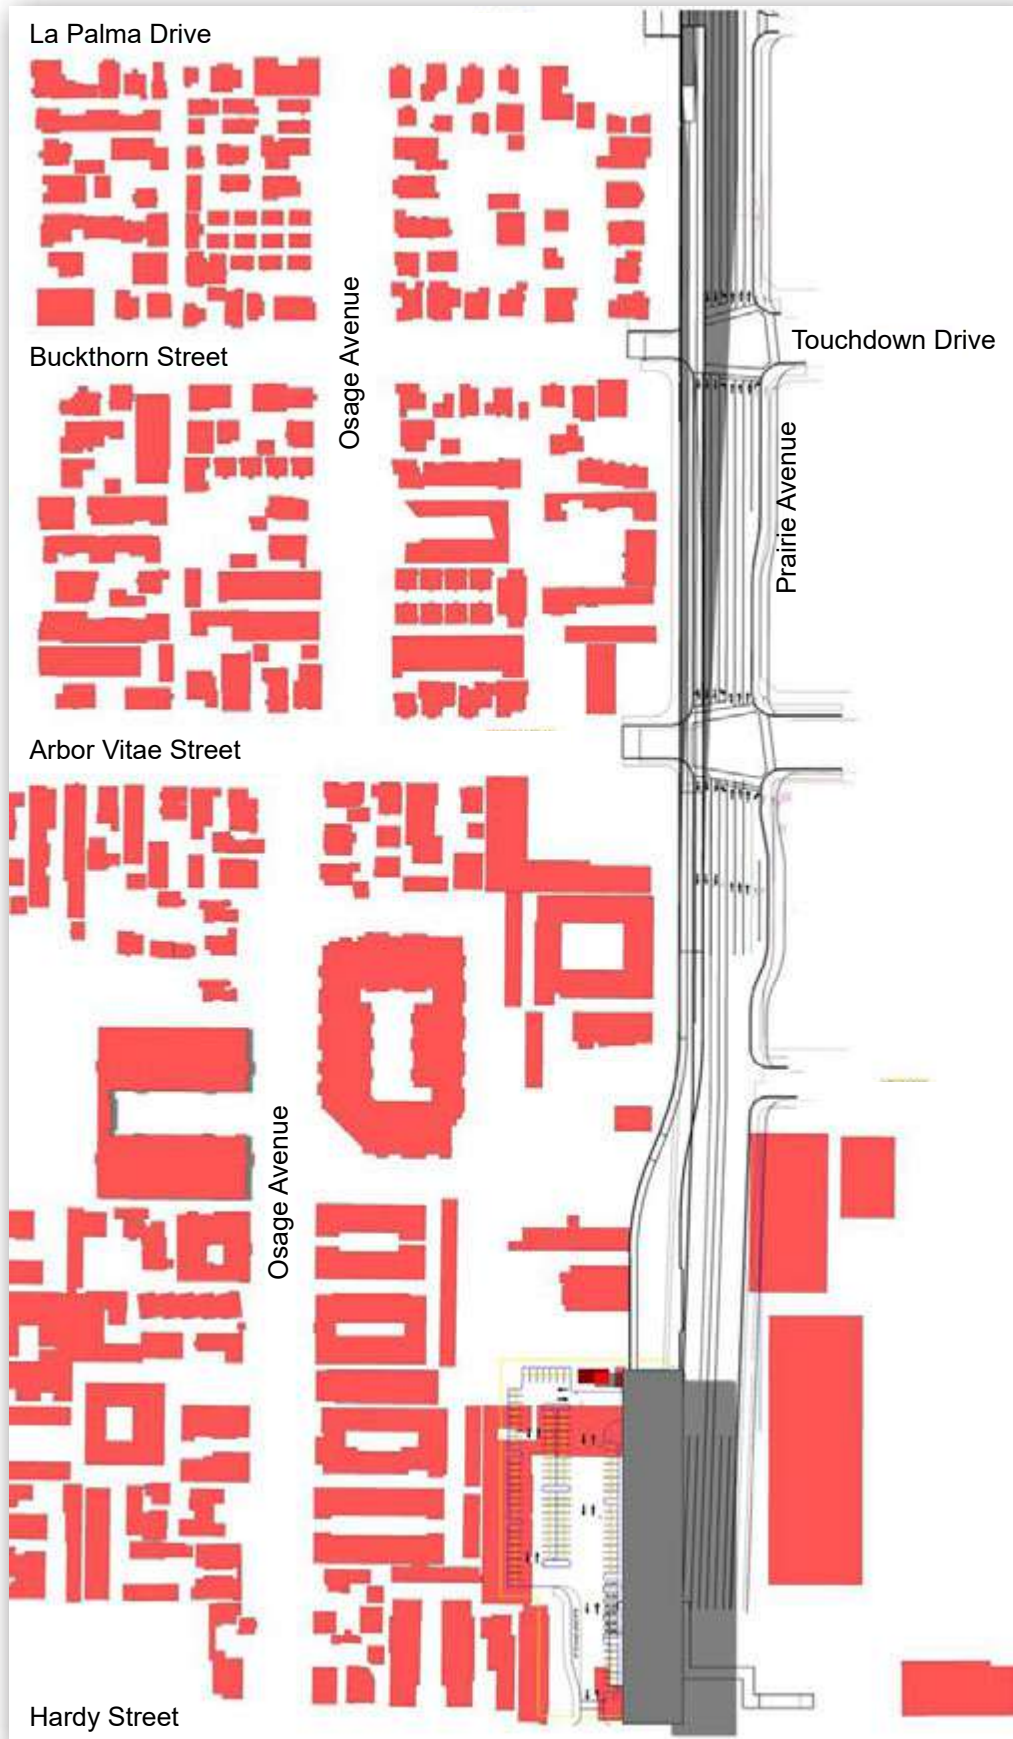 La Palma Drive
Osage Avenue
Touchdown Drive
Buckthorn Street
Prairie Avenue
Arbor Vitae Street
Osage Avenue
Hardy Street